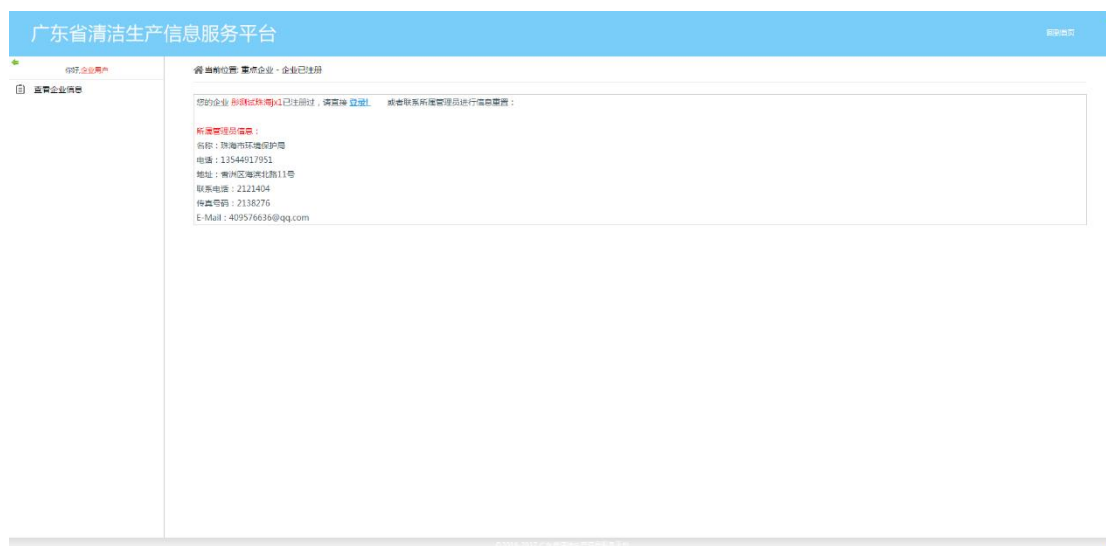 广东省清洁生产信息服务平台
回到首页
你好,企业用户
当前位置: 重点企业 - 企业已注册
查看企业信息
您的企业 彤测试珠海jx1已注册过，请直接 登录！ 或者联系所属管理员进行信息重置：
所属管理员信息：
名称：珠海市环境保护局
电话：13544917951
地址：香洲区海滨北路11号
联系电话：2121404
传真号码：2138276
E-Mail：409576636@qq.com